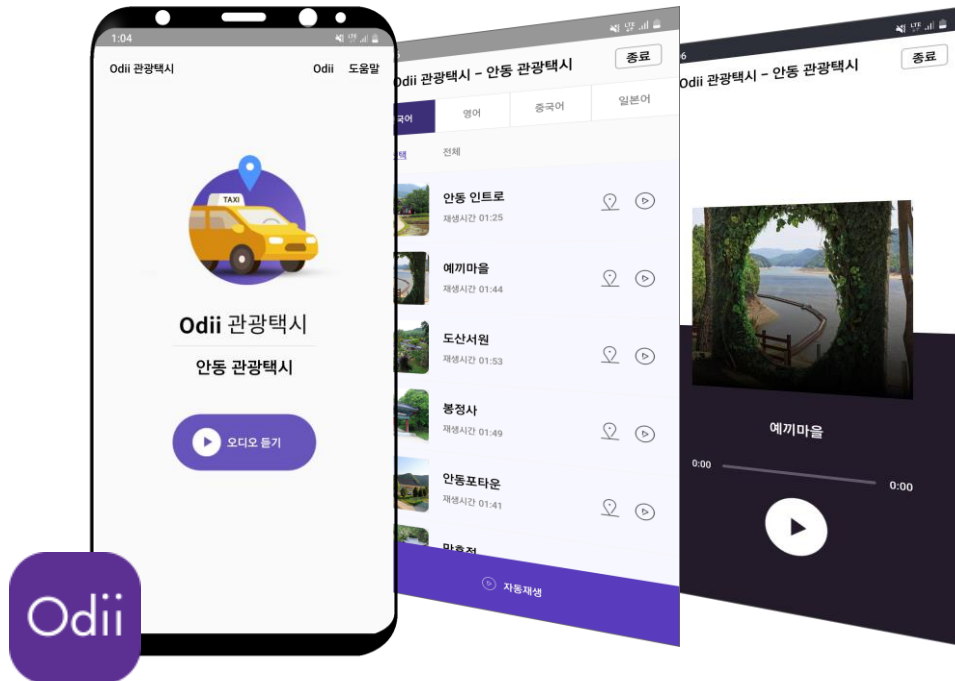 1:04
Odii 관광택시
Odii 도움말
TAXI
Odii 관광택시
안동 관광택시
오디오 듣기
Odii
LTE
Odii 관광택시 – 안동 관광택시
종료
국어
영어
중국어
일본어
택
전체
안동 인트로
재생시간 01:25
예끼마을
재생시간 01:44
도산서원
재생시간 01:53
봉정사
재생시간 01:49
안동포타운
재생시간 01:41
자동재생
6
LTE
Odii 관광택시 – 안동 관광택시
종료
예끼마을
0:00
0:00